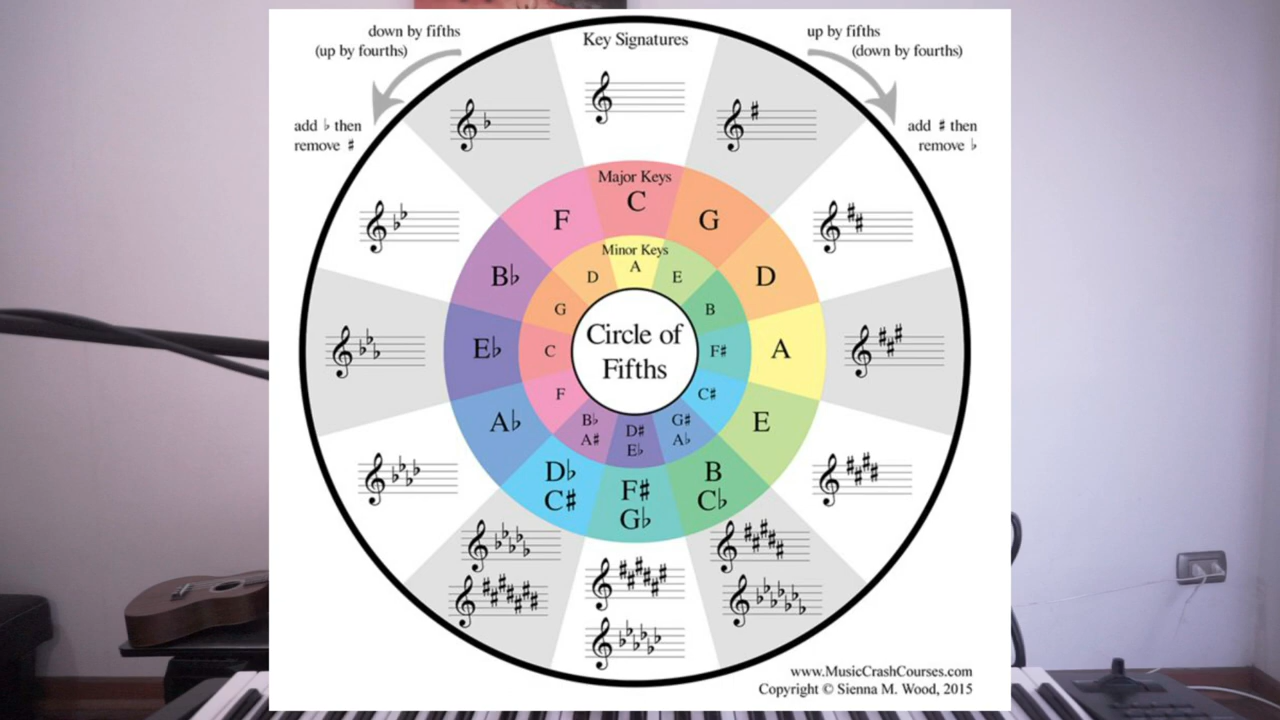 down by fifths
(up by fourths)
Key Signatures
up by fifths
(down by fourths)
add ♭ then
remove ♯
add ♯ then
remove ♭
Major Keys
C
F
G
Minor Keys
A
D
E
B♭
D
G
B
E♭
C
Circle of
Fifths
F♯
A
F
C♯
A♭
B♭
A♯
D♯
E♭
G♯
A♭
E
D♭
C♯
F♯
G♭
B
C♭
www.MusicCrashCourses.com
Copyright © Sienna M. Wood, 2015